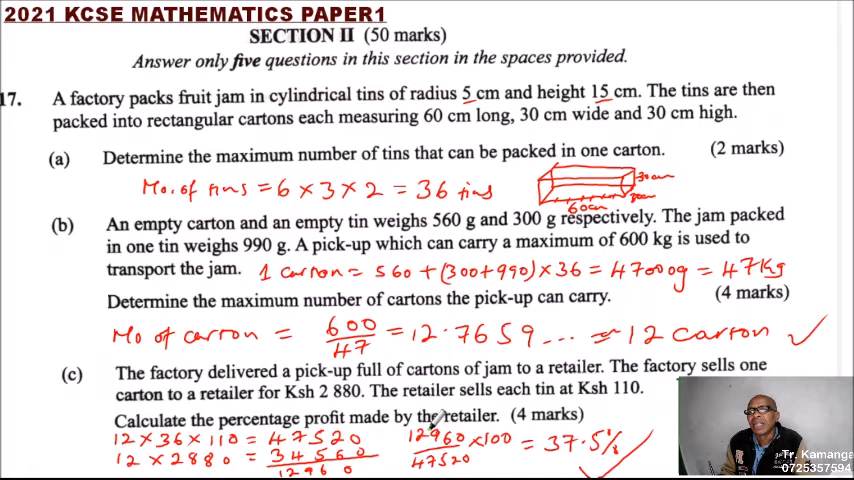 2021 KCSE MATHEMATICS PAPER1
SECTION II (50 marks)
Answer only five questions in this section in the spaces provided.
17. A factory packs fruit jam in cylindrical tins of radius 5 cm and height 15 cm. The tins are then
packed into rectangular cartons each measuring 60 cm long, 30 cm wide and 30 cm high.
(a) Determine the maximum number of tins that can be packed in one carton. (2 marks)
No. of tins = 6 × 3 × 2 = 36 tins
30cm
30cm
60cm
(b) An empty carton and an empty tin weighs 560 g and 300 g respectively. The jam packed
in one tin weighs 990 g. A pick-up which can carry a maximum of 600 kg is used to
transport the jam. 1 carton = 560 + (300+990) × 36 = 47000g = 47Kg
Determine the maximum number of cartons the pick-up can carry. (4 marks)
No of carton = 600/47 = 12.7659... = 12 carton ✓
(c) The factory delivered a pick-up full of cartons of jam to a retailer. The factory sells one
carton to a retailer for Ksh 2 880. The retailer sells each tin at Ksh 110.
Calculate the percentage profit made by the retailer. (4 marks)
12 × 36 × 110 = 47520
12 × 2880 = 34560
12960
12960/47520 × 100 = 37.5% ✓
Tr. Kamanga
0725357594